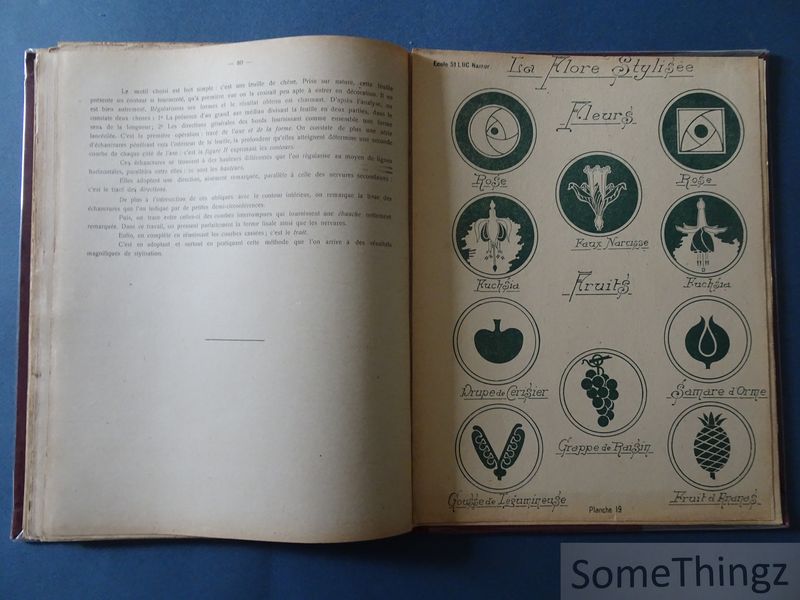 — 80 —
Le motif choisi est bien simple : c'est une feuille de chêne. Prise sur nature, cette feuille
présente un contour si tourmenté, qu'à première vue on la croirait peu apte à entrer en décoration. Il en
est bien autrement. Régularisons ses formes et le résultat obtenu est charmant. D'après l'analyse, on
constate deux choses : 1º La présence d'un grand axe médian divisant la feuille en deux parties, dans le
sens de la longueur; 2º Les directions générales des bords fournissant comme ensemble une forme
lancéolée. C'est la première opération : tracé de l'axe et de la forme. On constate de plus une série
d'échancrures pénétrant vers l'intérieur de la feuille, la profondeur qu'elles atteignent détermine une seconde
courbe de chaque côté de l'axe : c'est la figure II exprimant les contours.
Ces échancrures se trouvent à des hauteurs différentes que l'on régularise au moyen de lignes
horizontales, parallèles entre elles : ce sont les hauteurs.
Elles adoptent une direction, aisément remarquée, parallèle à celle des nervures secondaires :
c'est le tracé des directions.
De plus à l'intersection de ces obliques avec le contour intérieur, on remarque la tenue des
échancrures que l'on indique par de petites demi-circonférences.
Puis, on trace entre celles-ci des courbes interrompues qui fournissent une ébauche nettement
remarquée. Dans ce travail, on pressent parfaitement la forme finale ainsi que les nervures.
Enfin, on complète en réunissant les courbes cassées; c'est le fruit.
C'est en adoptant et surtout en pratiquant cette méthode que l'on arrive à des résultats
magnifiques de stylisation.
Ecole St LUC Namur
La Flore Stylisée
Fleurs
Rose
Rose
Faux Narcisse
Fuchsia
Fuchsia
Fruits
Drupe de Cerisier
Samare d'Orme
Grappe de Raisin
Gousse de Légumineuse
Fruit d'Ananas
Planche 19
SomeThingz